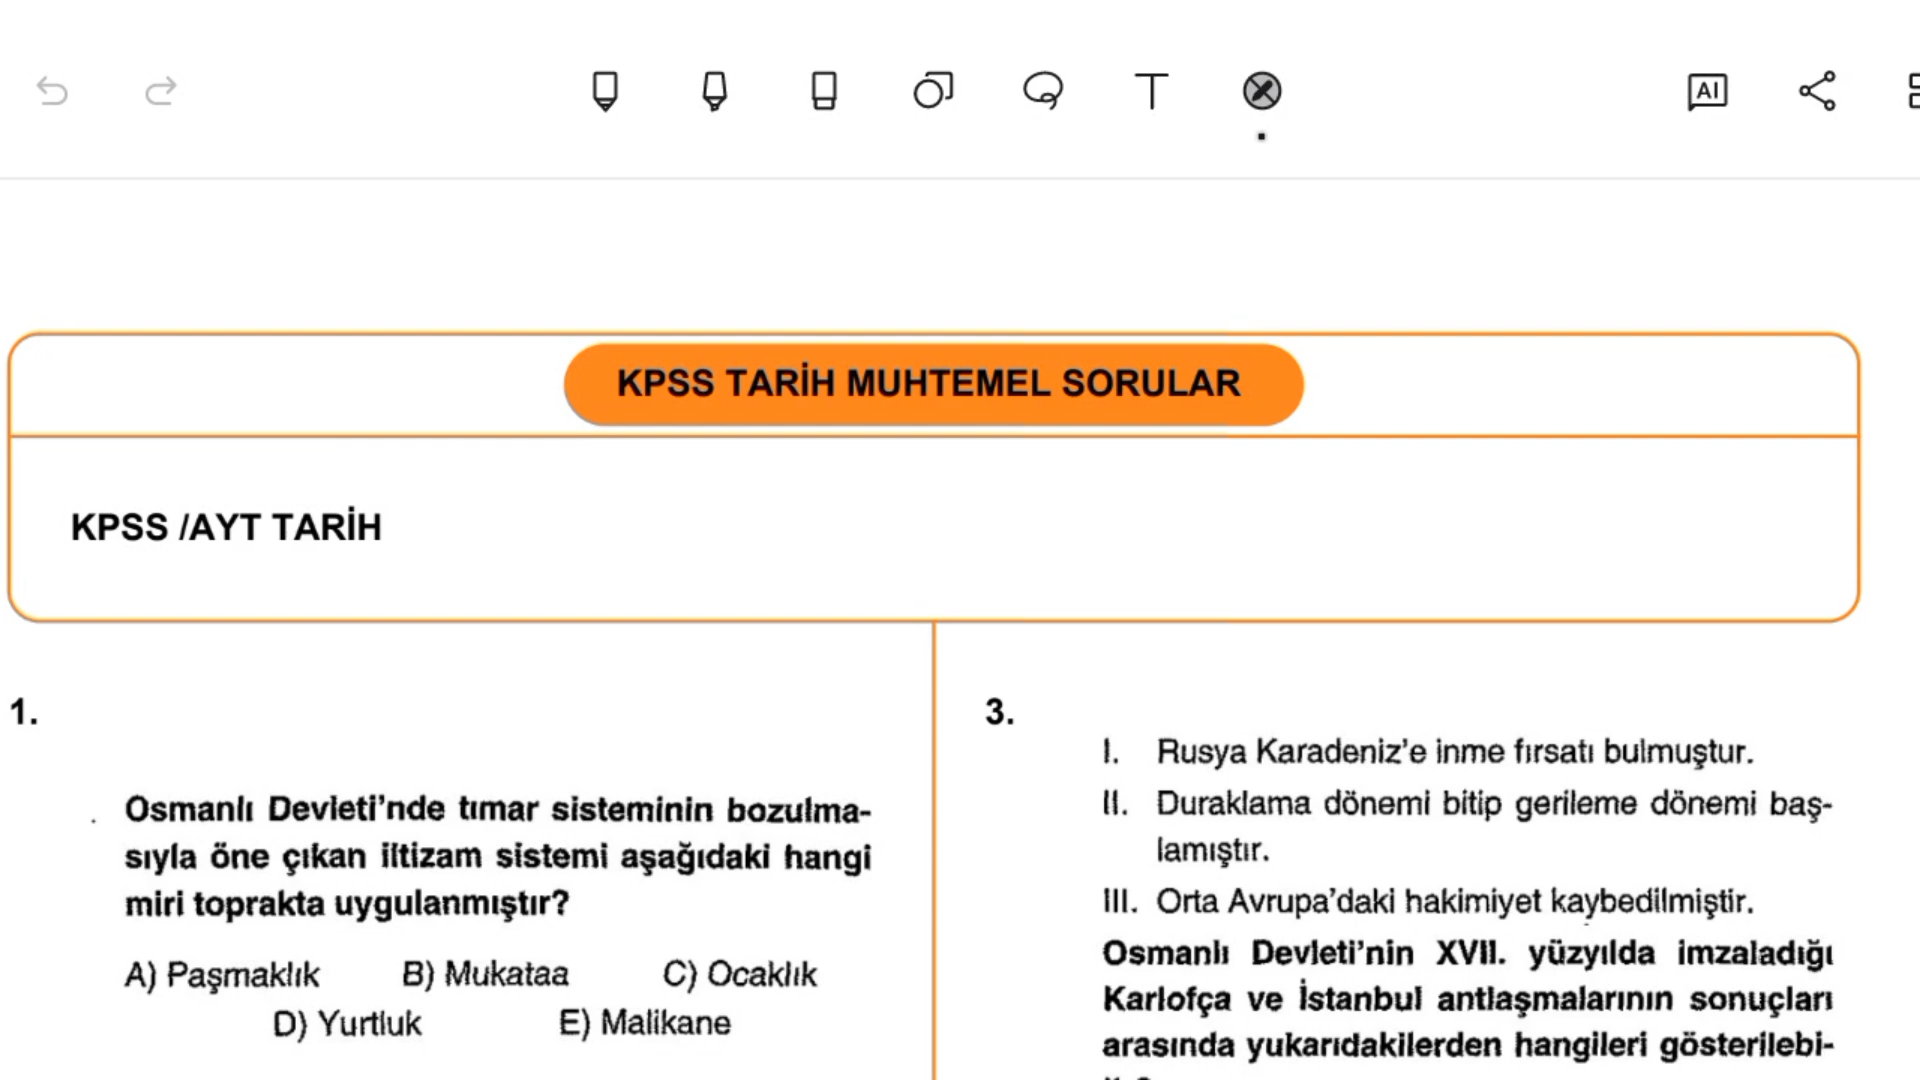 T
AI
KPSS TARİH MUHTEMEL SORULAR
KPSS /AYT TARİH
1.
Osmanlı Devleti'nde tımar sisteminin bozulma-
sıyla öne çıkan iltizam sistemi aşağıdaki hangi
miri toprakta uygulanmıştır?
A) Paşmaklık B) Mukataa C) Ocaklık
D) Yurtluk E) Malikane
3.
I. Rusya Karadeniz'e inme fırsatı bulmuştur.
II. Duraklama dönemi bitip gerileme dönemi baş-
lamıştır.
III. Orta Avrupa'daki hakimiyet kaybedilmiştir.
Osmanlı Devleti'nin XVII. yüzyılda imzaladığı
Karlofça ve İstanbul antlaşmalarının sonuçları
arasında yukarıdakilerden hangileri gösterilebi-